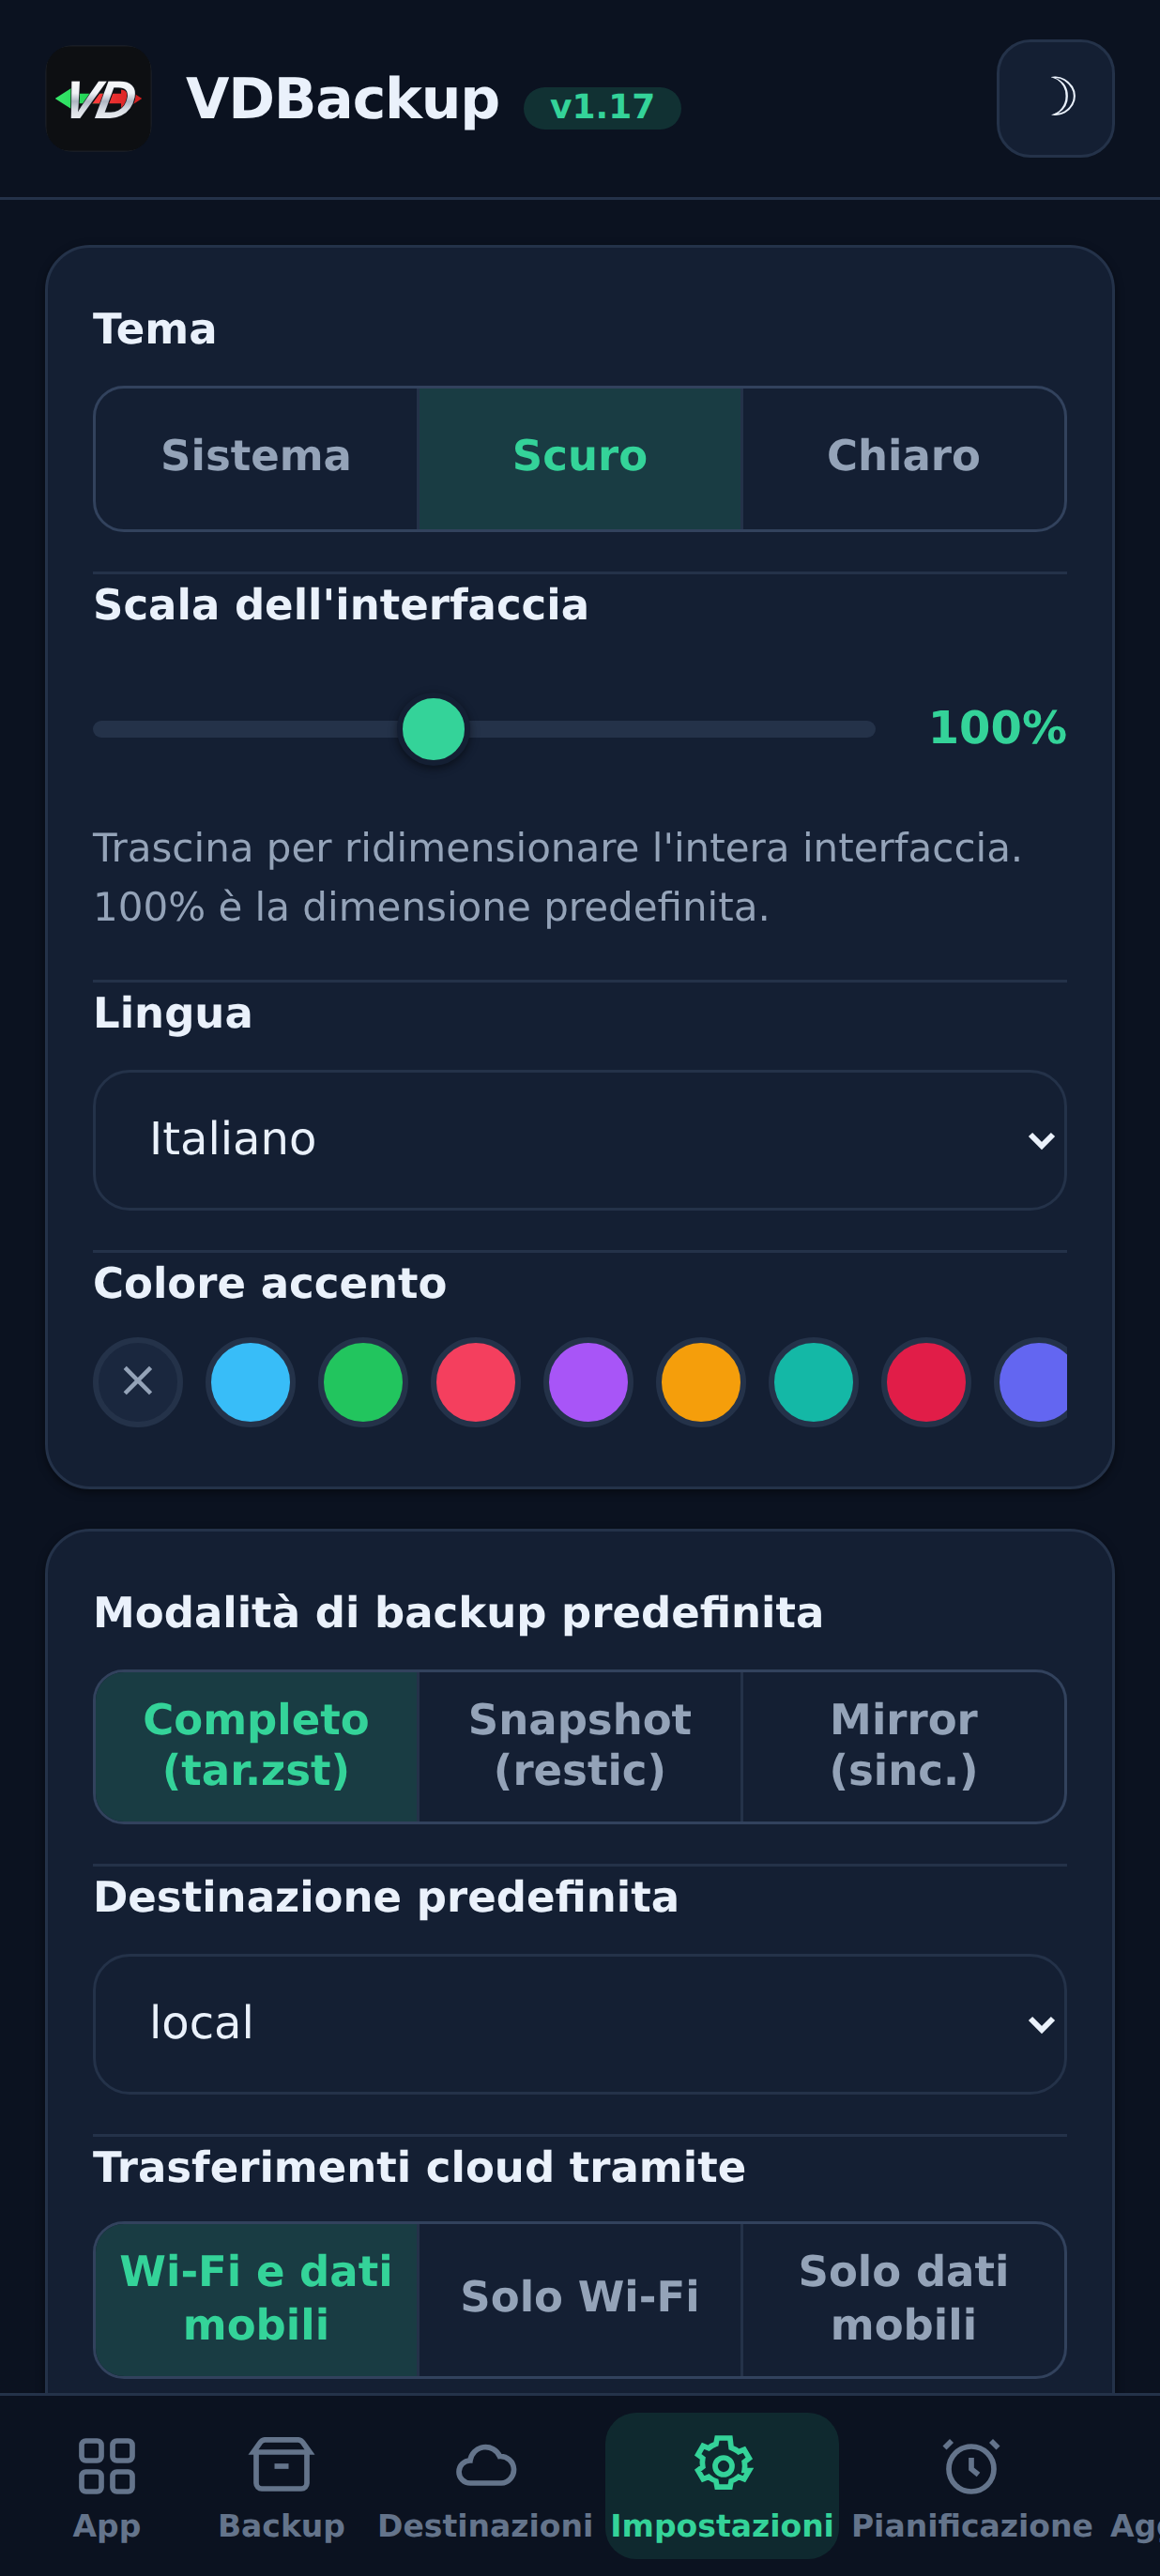 VD
VDBackup v1.17
Tema
Sistema Scuro Chiaro
Scala dell'interfaccia
100%
Trascina per ridimensionare l'intera interfaccia.
100% è la dimensione predefinita.
Lingua
Italiano
Colore accento
Modalità di backup predefinita
Completo (tar.zst)
Snapshot (restic)
Mirror (sinc.)
Destinazione predefinita
local
Trasferimenti cloud tramite
Wi-Fi e dati mobili
Solo Wi-Fi
Solo dati mobili
App Backup Destinazioni Impostazioni Pianificazione